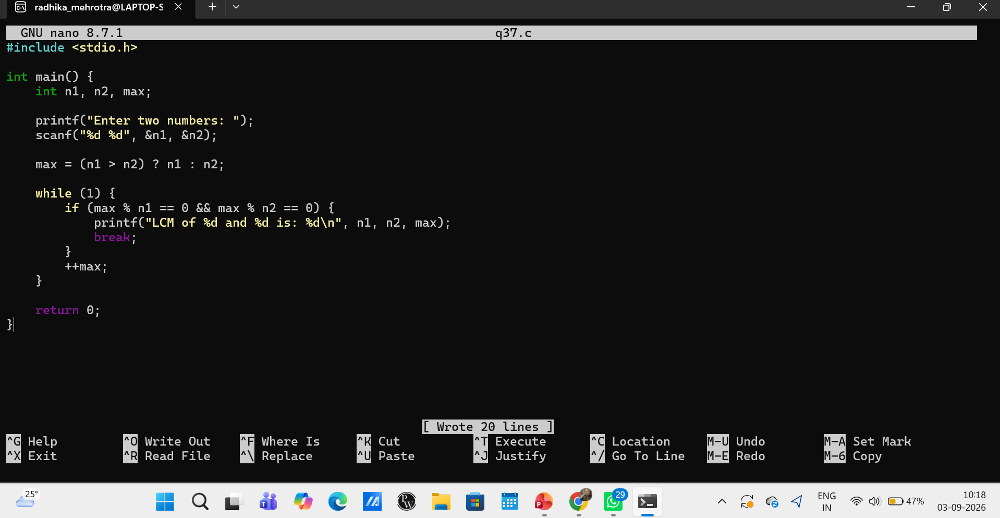 radhika_mehrotra@LAPTOP-S
GNU nano 8.7.1 q37.c
#include <stdio.h>
int main() {
    int n1, n2, max;
    printf("Enter two numbers: ");
    scanf("%d %d", &n1, &n2);
    max = (n1 > n2) ? n1 : n2;
    while (1) {
        if (max % n1 == 0 && max % n2 == 0) {
            printf("LCM of %d and %d is: %d\n", n1, n2, max);
            break;
        }
        ++max;
    }
    return 0;
}
[ Wrote 20 lines ]
^G Help ^O Write Out ^F Where Is ^K Cut ^T Execute ^C Location M-U Undo M-A Set Mark
^X Exit ^R Read File ^\ Replace ^U Paste ^J Justify ^/ Go To Line M-E Redo M-6 Copy
25° 29 ENG 10:18
IN 47% 03-09-2026